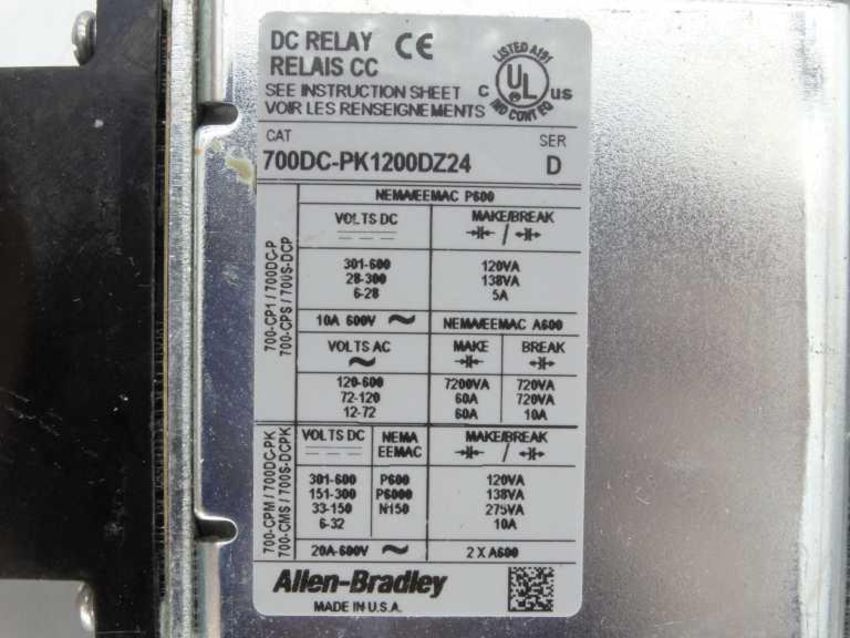 DC RELAY CE
RELAIS CC
SEE INSTRUCTION SHEET
VOIR LES RENSEIGNEMENTS
LISTED A191
C UL US
IND CONT EQ
CAT SER
700DC-PK1200DZ24 D
700-CP1 / 700DC-P
700-CPS / 700S-DCP
NEMA/EEMAC P600
VOLTS DC MAKE/BREAK
/
301-600 120VA
28-300 138VA
6-28 5A
10A 600V ~ NEMA/EEMAC A600
VOLTS AC MAKE BREAK
~
120-600 7200VA 720VA
72-120 60A 720VA
12-72 60A 10A
700-CPM / 700DC-PK
700-CMS / 700S-DCPK
VOLTS DC NEMA MAKE/BREAK
EEMAC /
301-600 P600 120VA
151-300 P6000 138VA
33-150 N150 275VA
6-32 10A
20A-600V ~ 2 X A600
Allen-Bradley
MADE IN U.S.A.